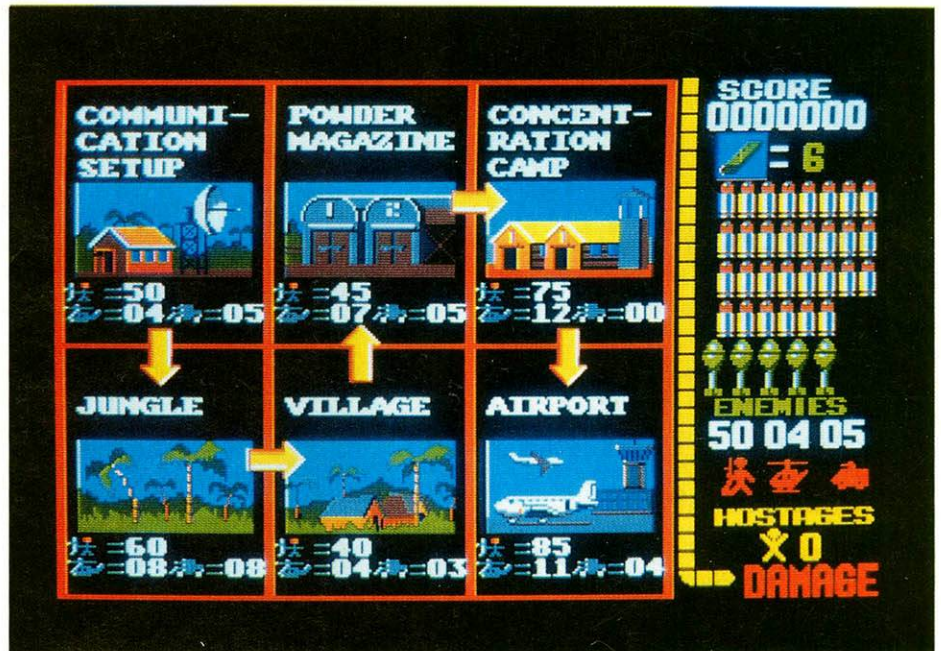 COMMUNI-
CATION
SETUP
=50
=04 =05
POWDER
MAGAZINE
=45
=07 =05
CONCENT-
RATION
CAMP
=75
=12 =00
JUNGLE
=60
=08 =08
VILLAGE
=40
=04 =03
AIRPORT
=85
=11 =04
SCORE
0000000
= 6
ENEMIES
50 04 05
HOSTAGES
0
DAMAGE